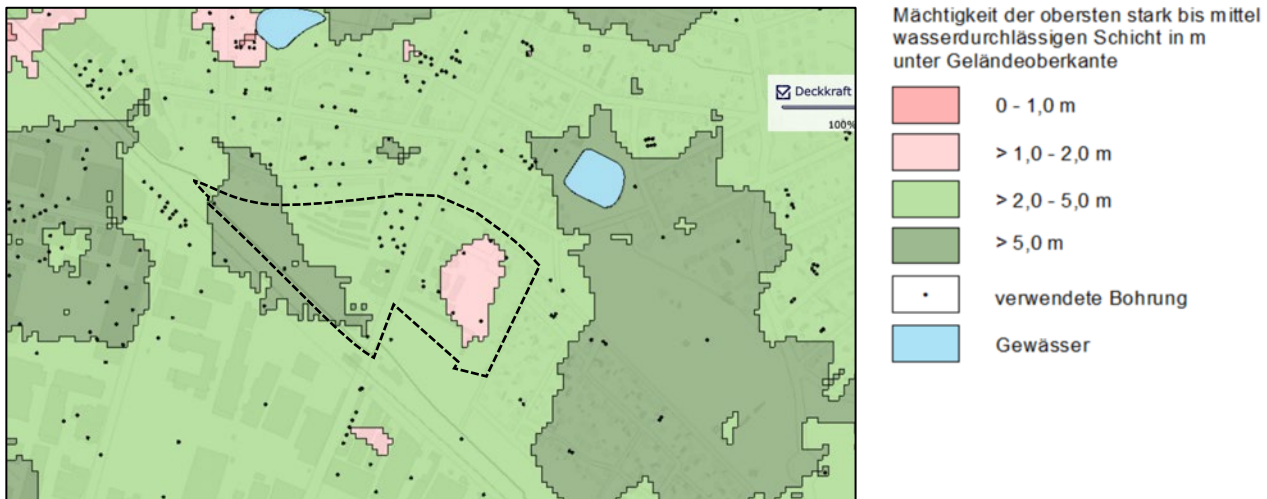 Mächtigkeit der obersten stark bis mittel
wasserdurchlässigen Schicht in m
unter Geländeoberkante
0 - 1,0 m
> 1,0 - 2,0 m
> 2,0 - 5,0 m
> 5,0 m
verwendete Bohrung
Gewässer
Deckkraft
100%